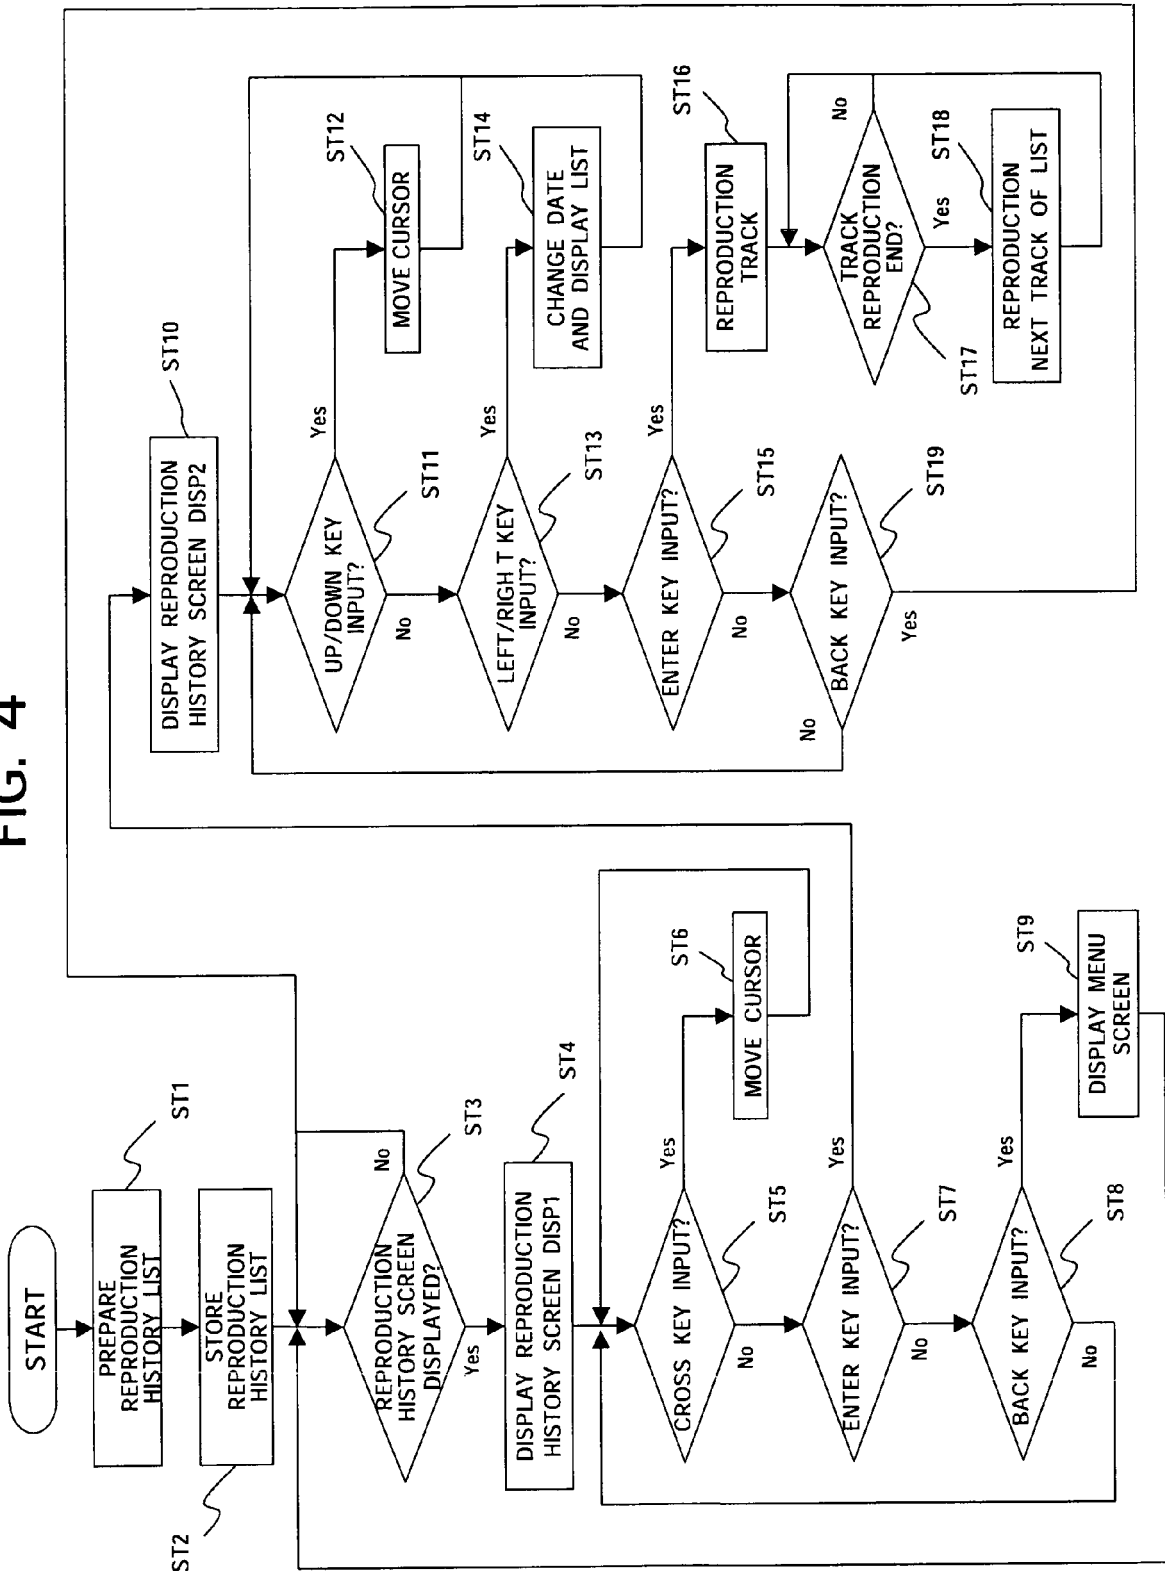 FIG. 4
START
PREPARE
REPRODUCTION
HISTORY LIST
ST1
STORE
REPRODUCTION
HISTORY LIST
ST2
REPRODUCTION
HISTORY SCREEN
DISPLAYED?
ST3
No
Yes
DISPLAY REPRODUCTION
HISTORY SCREEN DISP1
ST4
CROSS KEY INPUT?
ST5
Yes
No
MOVE CURSOR
ST6
ENTER KEY INPUT?
ST7
Yes
No
BACK KEY INPUT?
ST8
Yes
No
DISPLAY MENU
SCREEN
ST9
DISPLAY REPRODUCTION
HISTORY SCREEN DISP2
ST10
UP/DOWN KEY
INPUT?
ST11
Yes
No
MOVE CURSOR
ST12
LEFT/RIGH T KEY
INPUT?
ST13
Yes
No
CHANGE DATE
AND DISPLAY LIST
ST14
ENTER KEY INPUT?
ST15
Yes
No
REPRODUCTION
TRACK
ST16
TRACK
REPRODUCTION
END?
ST17
No
Yes
REPRODUCTION
NEXT TRACK OF LIST
ST18
BACK KEY INPUT?
ST19
No
Yes